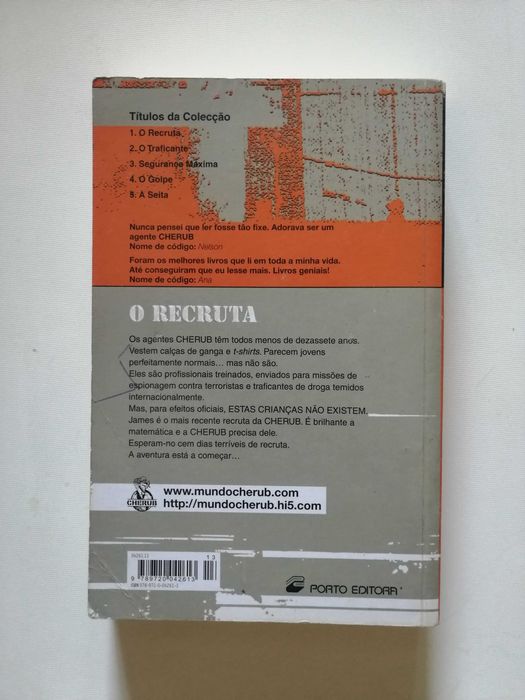 Títulos da Colecção
1. O Recruta
2. O Traficante
3. Segurança Máxima
4. O Golpe
5. A Seita
Nunca pensei que ler fosse tão fixe. Adorava ser um
agente CHERUB
Nome de código: Nelson
Foram os melhores livros que li em toda a minha vida.
Até conseguiram que eu lesse mais. Livros geniais!
Nome de código: Ana
O RECRUTA
Os agentes CHERUB têm todos menos de dezassete anos.
Vestem calças de ganga e t-shirts. Parecem jovens
perfeitamente normais... mas não são.
Eles são profissionais treinados, enviados para missões de
espionagem contra terroristas e traficantes de droga temidos
internacionalmente.
Mas, para efeitos oficiais, ESTAS CRIANÇAS NÃO EXISTEM.
James é o mais recente recruta da CHERUB. É brilhante a
matemática e a CHERUB precisa dele.
Esperam-no cem dias terríveis de recruta.
A aventura está a começar...
CHERUB
www.mundocherub.com
http://mundocherub.hi5.com
13
9 789720 042613
PORTO EDITORA